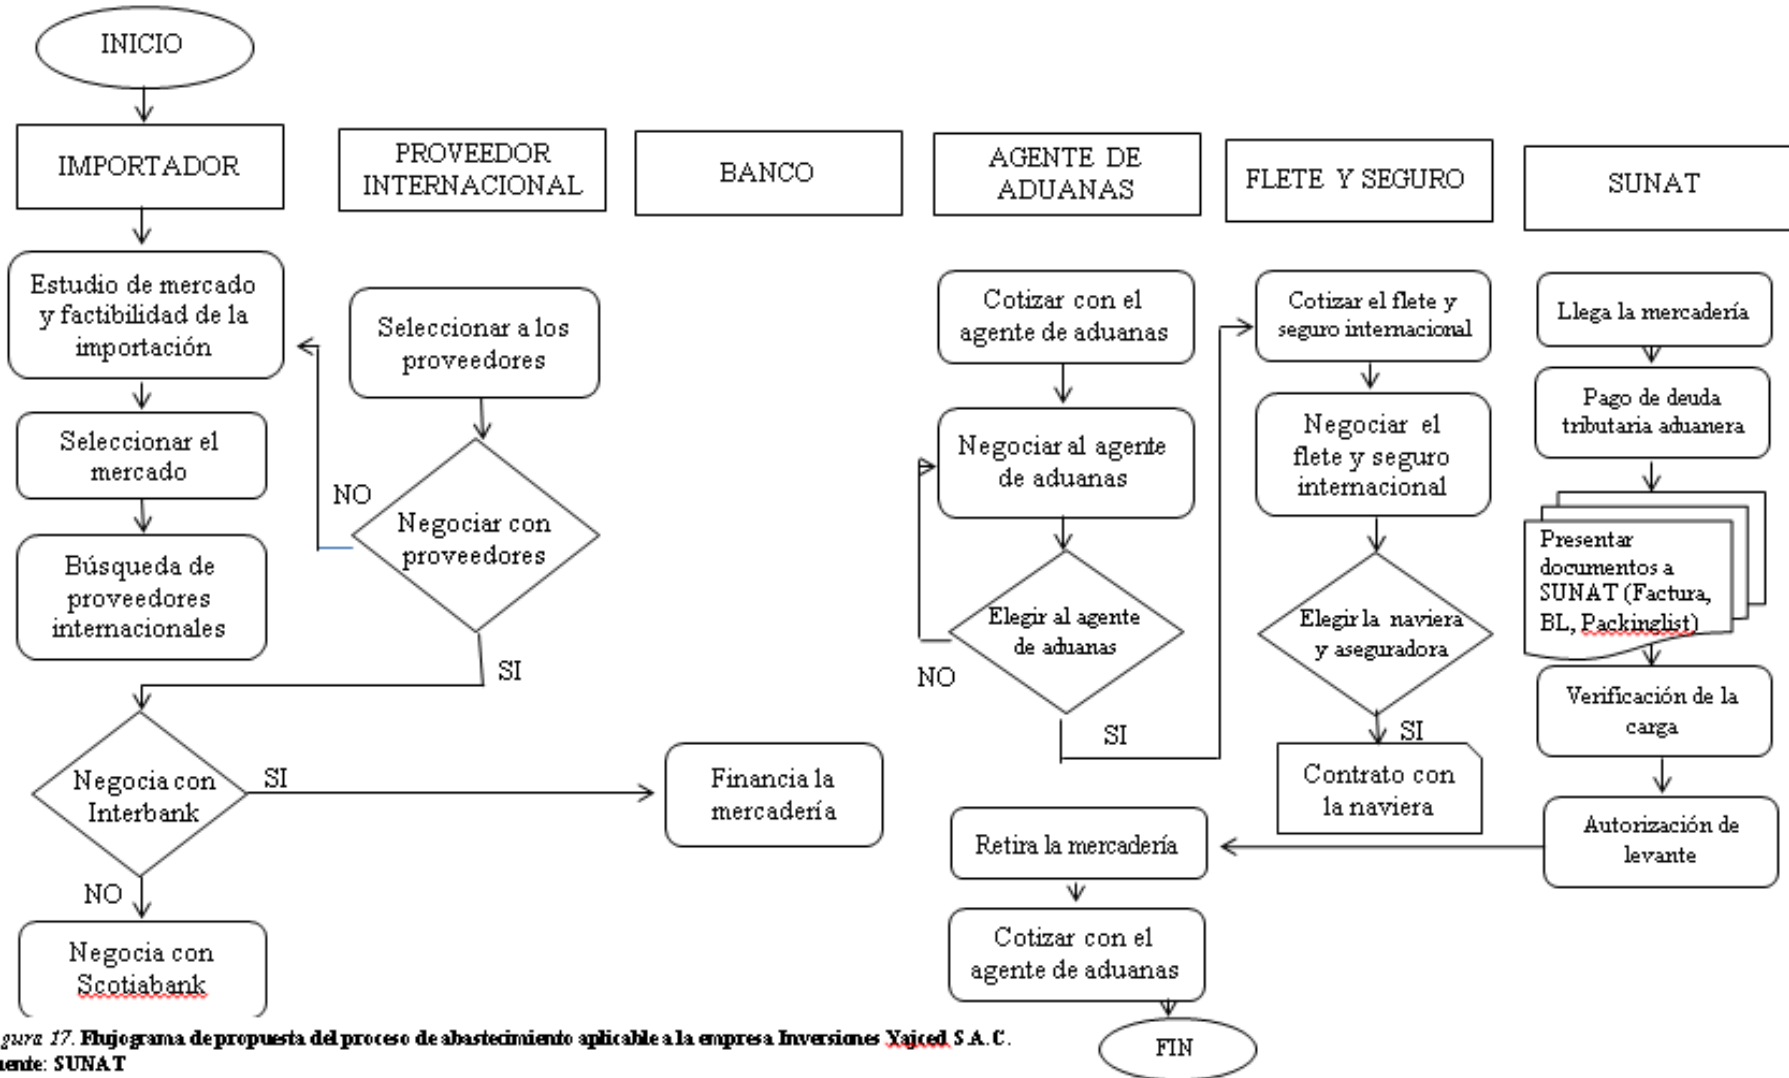 INICIO
IMPORTADOR
PROVEEDOR
INTERNACIONAL
BANCO
AGENTE DE
ADUANAS
FLETE Y SEGURO
SUNAT
Estudio de mercado
y factibilidad de la
importación
Seleccionar el
mercado
Búsqueda de
proveedores
internacionales
Negocia con
Interbank
SI
NO
Negocia con
Scotiabank
Seleccionar a los
proveedores
NO
Negociar con
proveedores
SI
Financia la
mercadería
Cotizar con el
agente de aduanas
Negociar al agente
de aduanas
Elegir al agente
de aduanas
NO
SI
Retira la mercadería
Cotizar con el
agente de aduanas
FIN
Cotizar el flete y
seguro internacional
Negociar el
flete y seguro
internacional
Elegir la naviera
y aseguradora
SI
Contrato con
la naviera
Llega la mercadería
Pago de deuda
tributaria aduanera
Presentar
documentos a
SUNAT (Factura,
BL, Packinglist)
Verificación de la
carga
Autorización de
levante
gura 17. Flujograma de propuesta del proceso de abastecimiento aplicable a la empresa Inversiones Yajced S.A.C.
uente: SUNAT